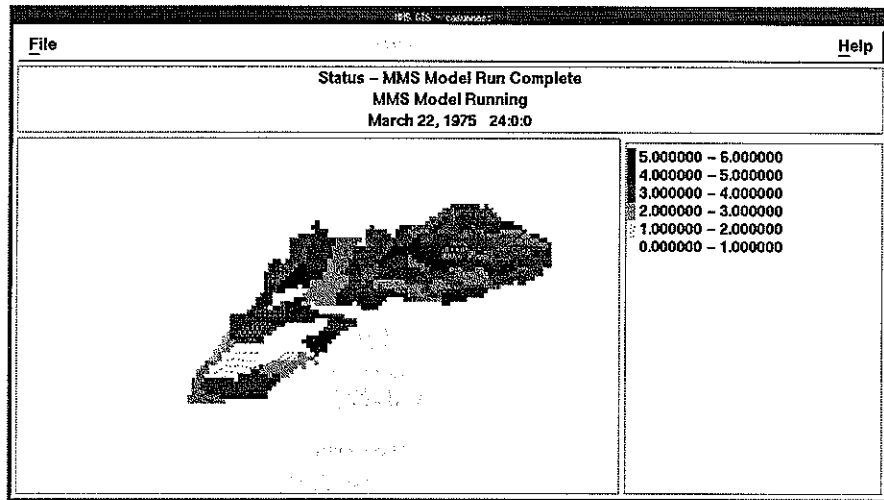 File
Help
Status – MMS Model Run Complete
MMS Model Running
March 22, 1975 24:0:0
5.000000 – 6.000000
4.000000 – 5.000000
3.000000 – 4.000000
2.000000 – 3.000000
1.000000 – 2.000000
0.000000 – 1.000000